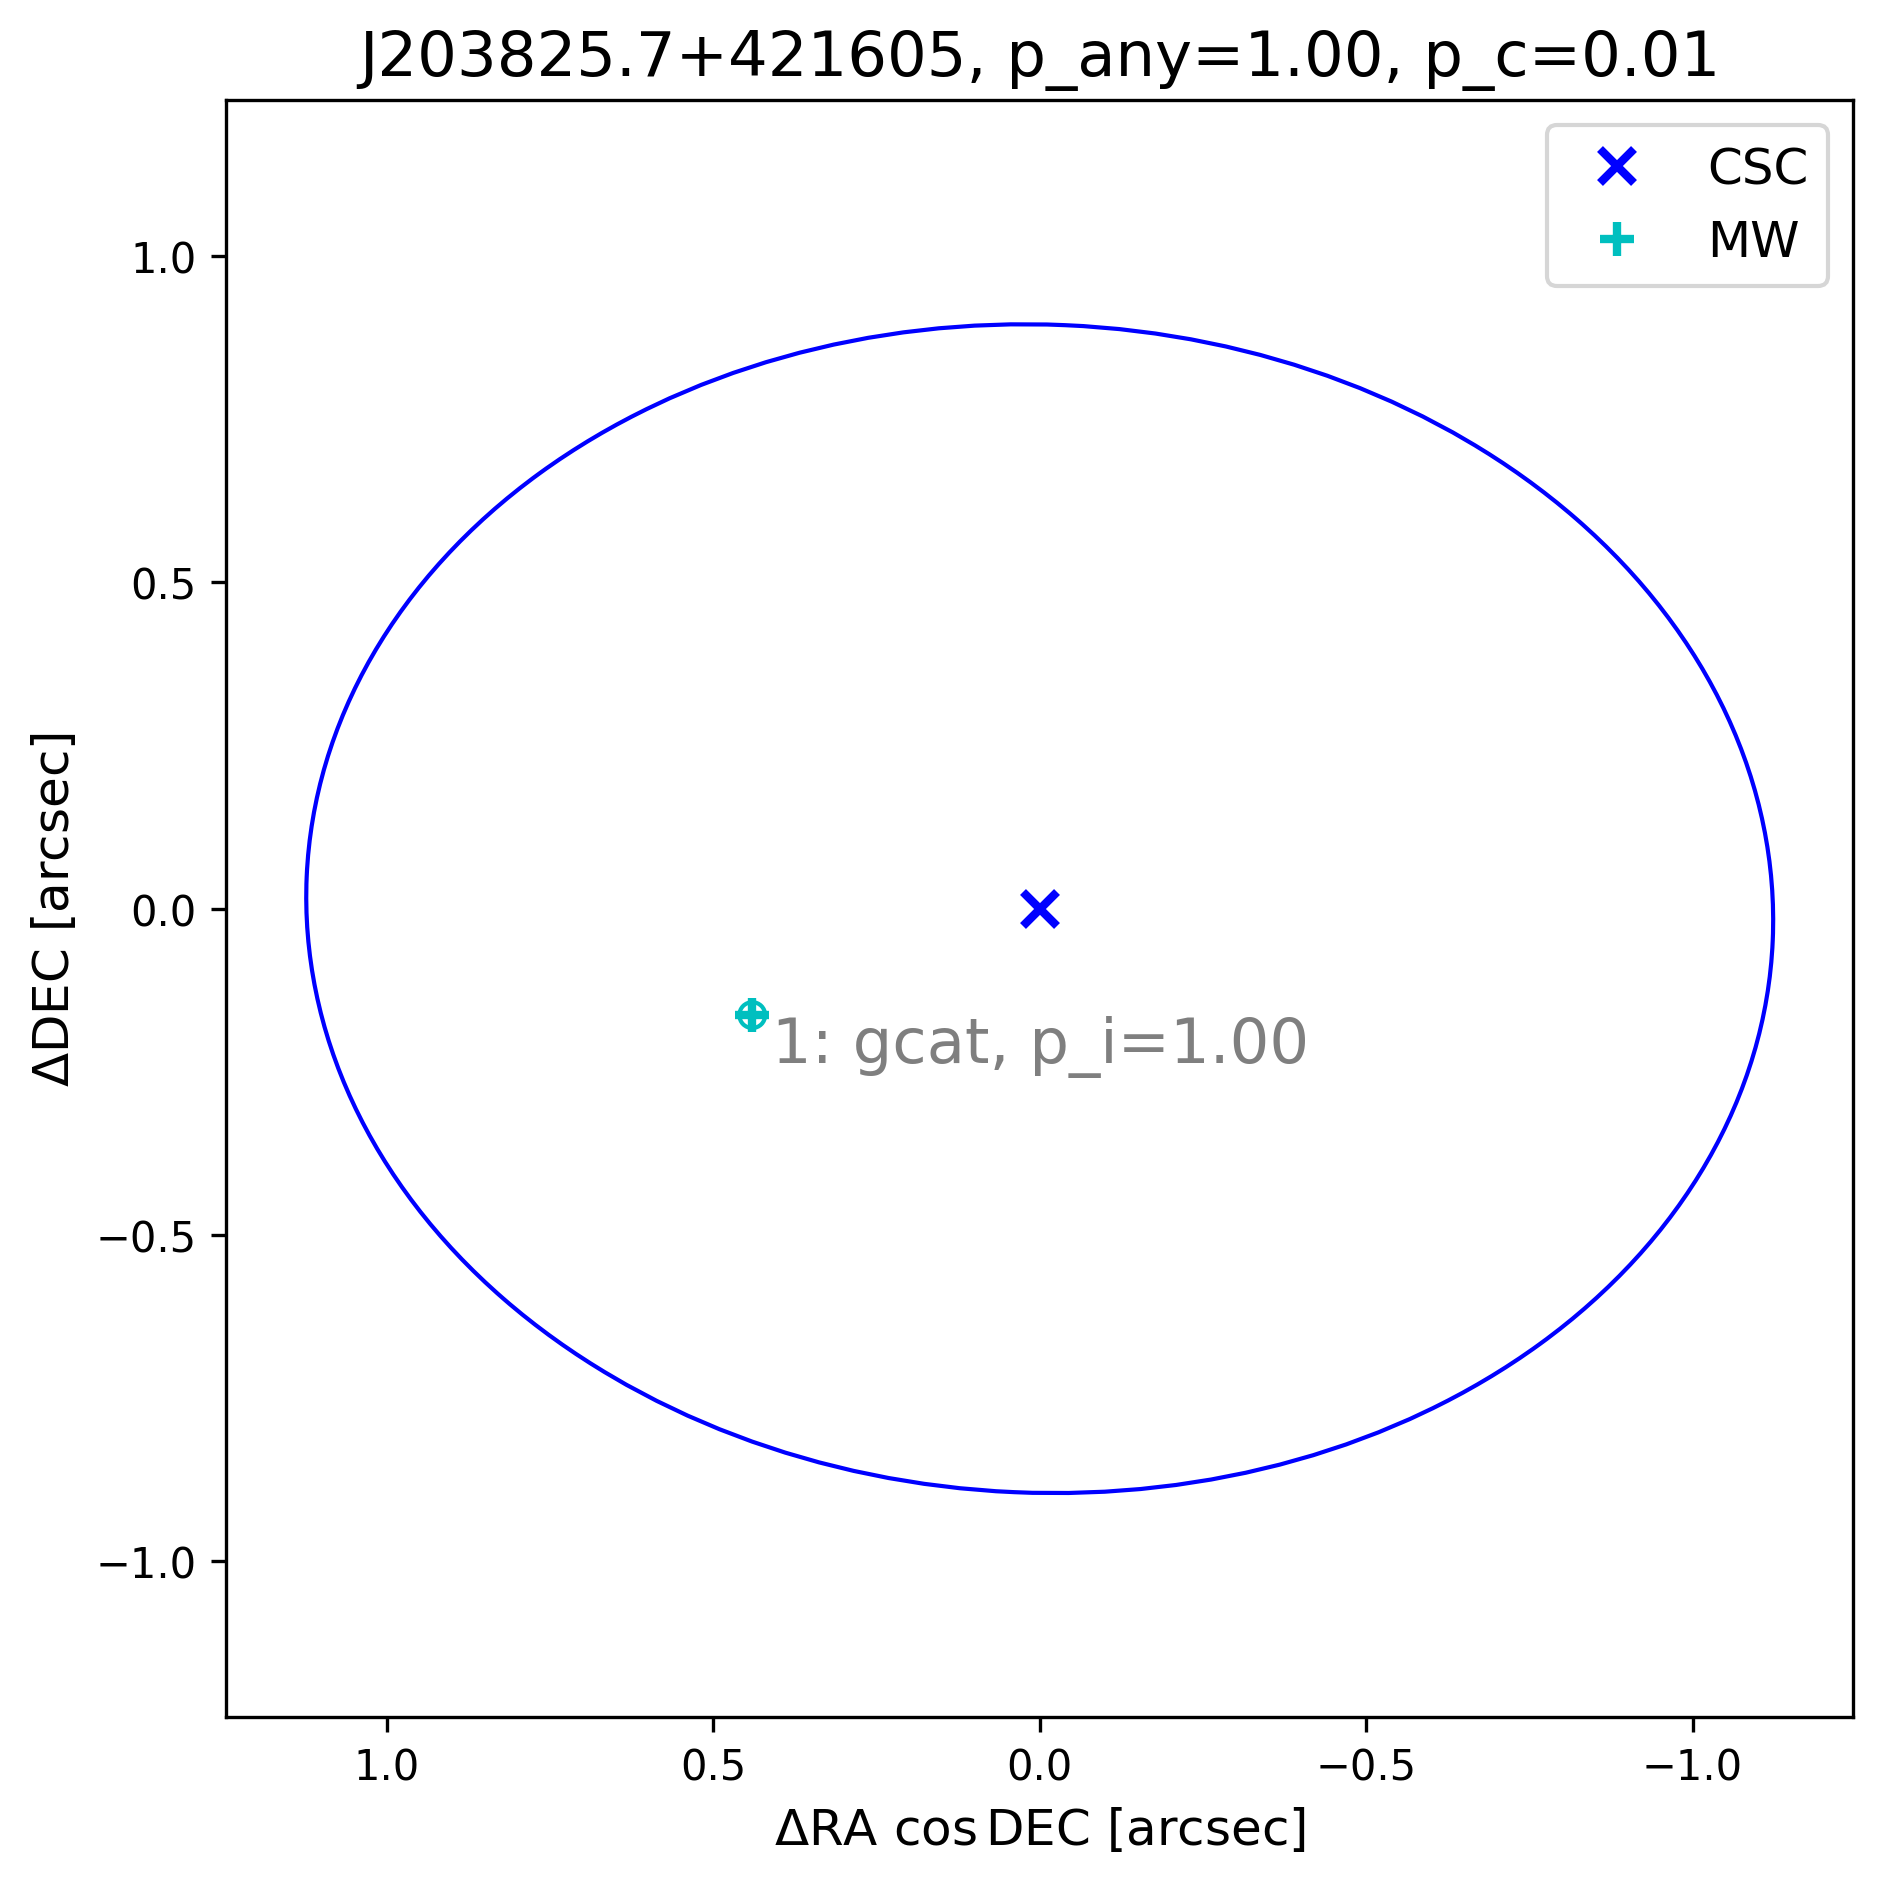 J203825.7+421605, p_any=1.00, p_c=0.01
CSC
MW
1.0
0.5
0.0
−0.5
−1.0
ΔDEC [arcsec]
1: gcat, p_i=1.00
1.0 0.5 0.0 −0.5 −1.0
ΔRA cos DEC [arcsec]